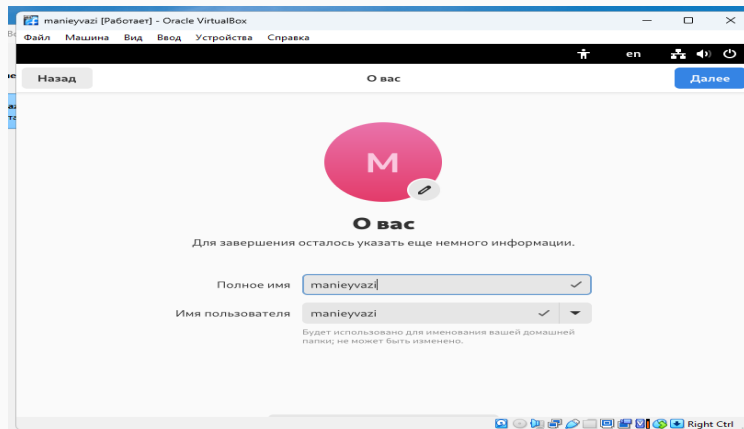 manieyvazi [Работает] - Oracle VirtualBox
Файл Машина Вид Ввод Устройства Справка
en
Назад О вас Далее
M
О вас
Для завершения осталось указать еще немного информации.
Полное имя manieyvazi
Имя пользователя manieyvazi
Будет использовано для именования вашей домашней
папки; не может быть изменено.
Right Ctrl